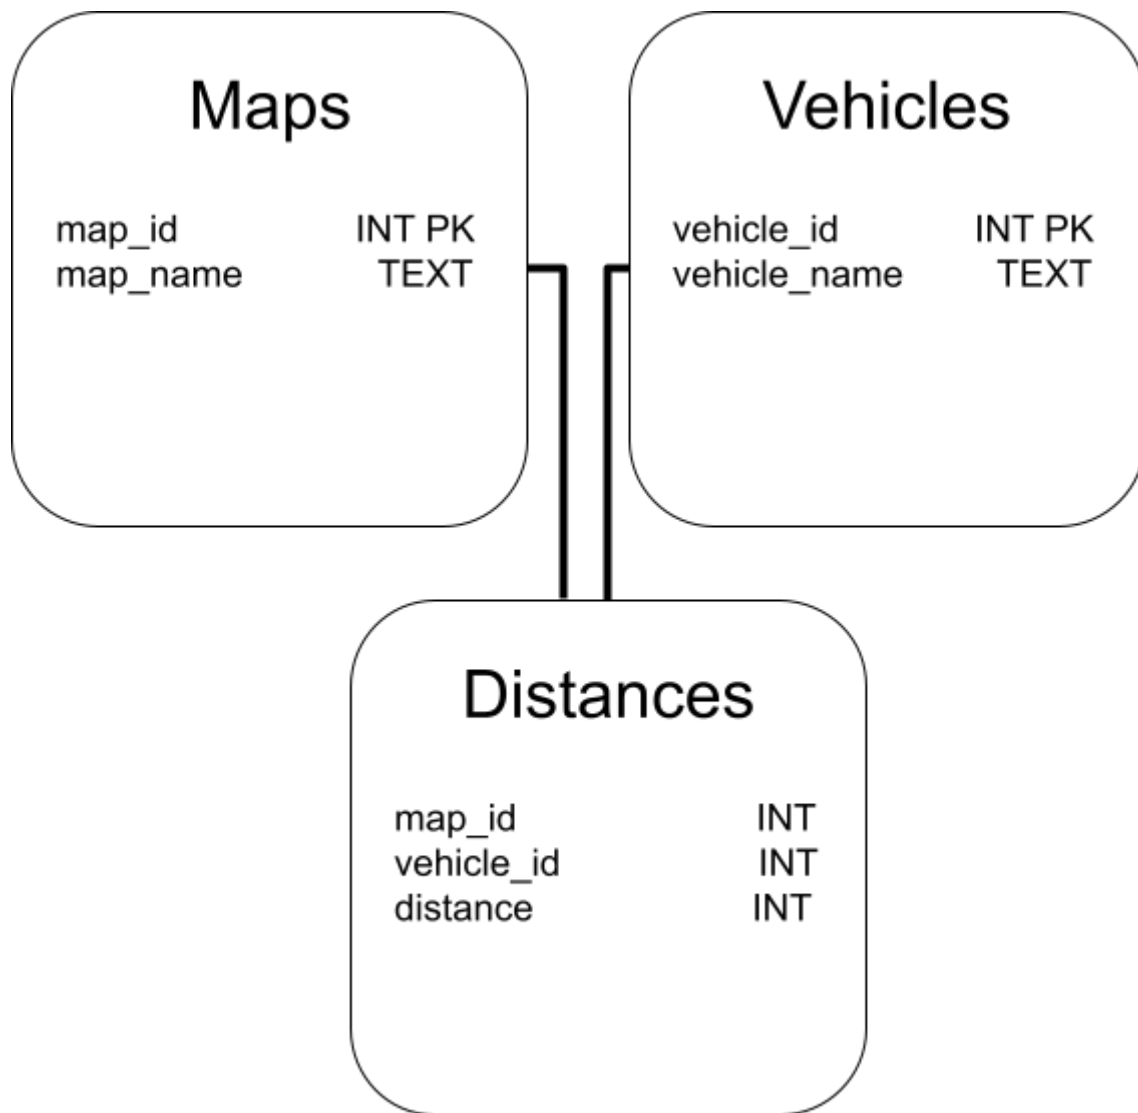 Maps
map_id INT PK
map_name TEXT
Vehicles
vehicle_id INT PK
vehicle_name TEXT
Distances
map_id INT
vehicle_id INT
distance INT